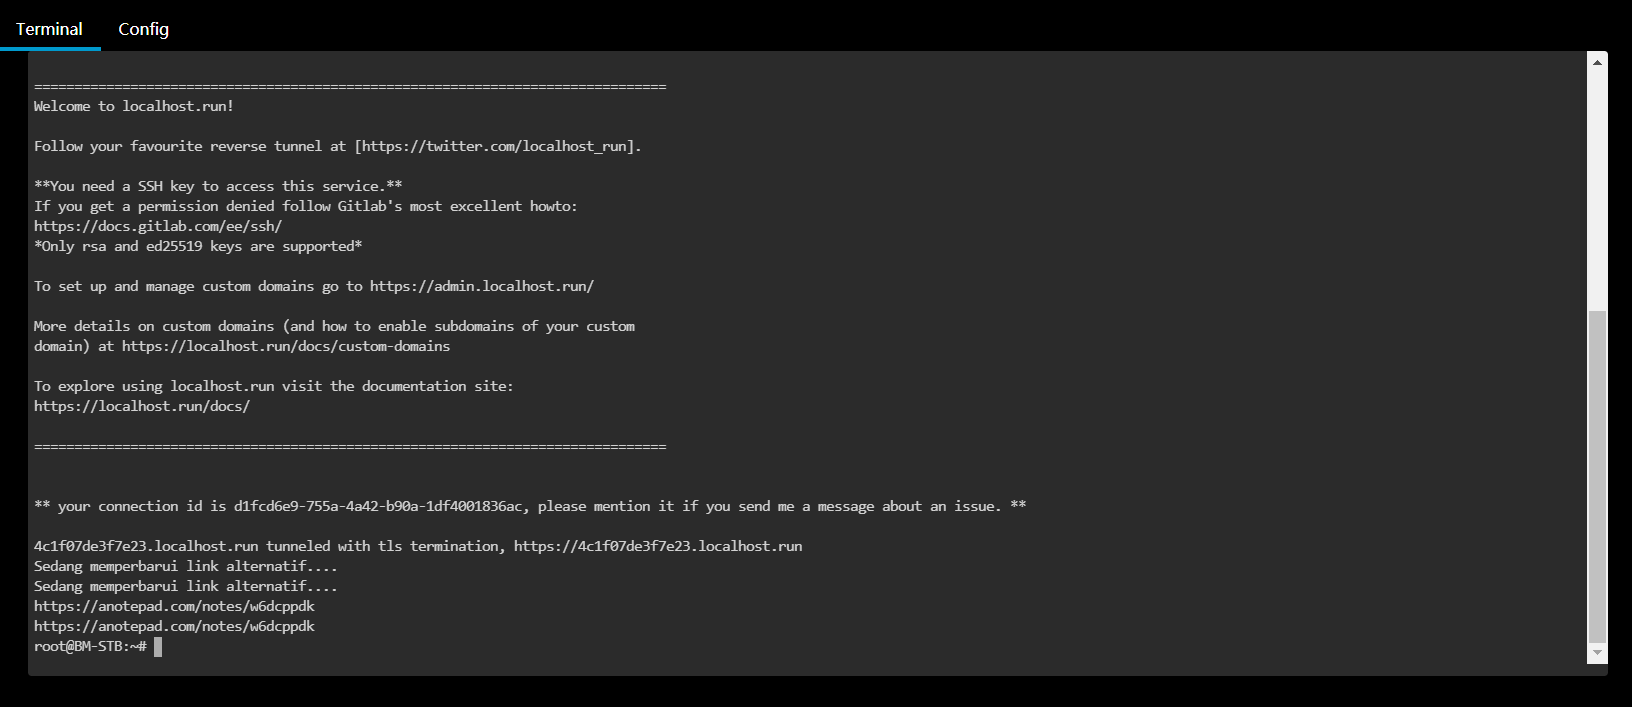 Terminal Config
===============================================================================
Welcome to localhost.run!
Follow your favourite reverse tunnel at [https://twitter.com/localhost_run].
**You need a SSH key to access this service.**
If you get a permission denied follow Gitlab's most excellent howto:
https://docs.gitlab.com/ee/ssh/
*Only rsa and ed25519 keys are supported*
To set up and manage custom domains go to https://admin.localhost.run/
More details on custom domains (and how to enable subdomains of your custom
domain) at https://localhost.run/docs/custom-domains
To explore using localhost.run visit the documentation site:
https://localhost.run/docs/
===============================================================================
** your connection id is d1fcd6e9-755a-4a42-b90a-1df4001836ac, please mention it if you send me a message about an issue. **
4c1f07de3f7e23.localhost.run tunneled with tls termination, https://4c1f07de3f7e23.localhost.run
Sedang memperbarui link alternatif....
Sedang memperbarui link alternatif....
https://anotepad.com/notes/w6dcppdk
https://anotepad.com/notes/w6dcppdk
root@BM-STB:~#